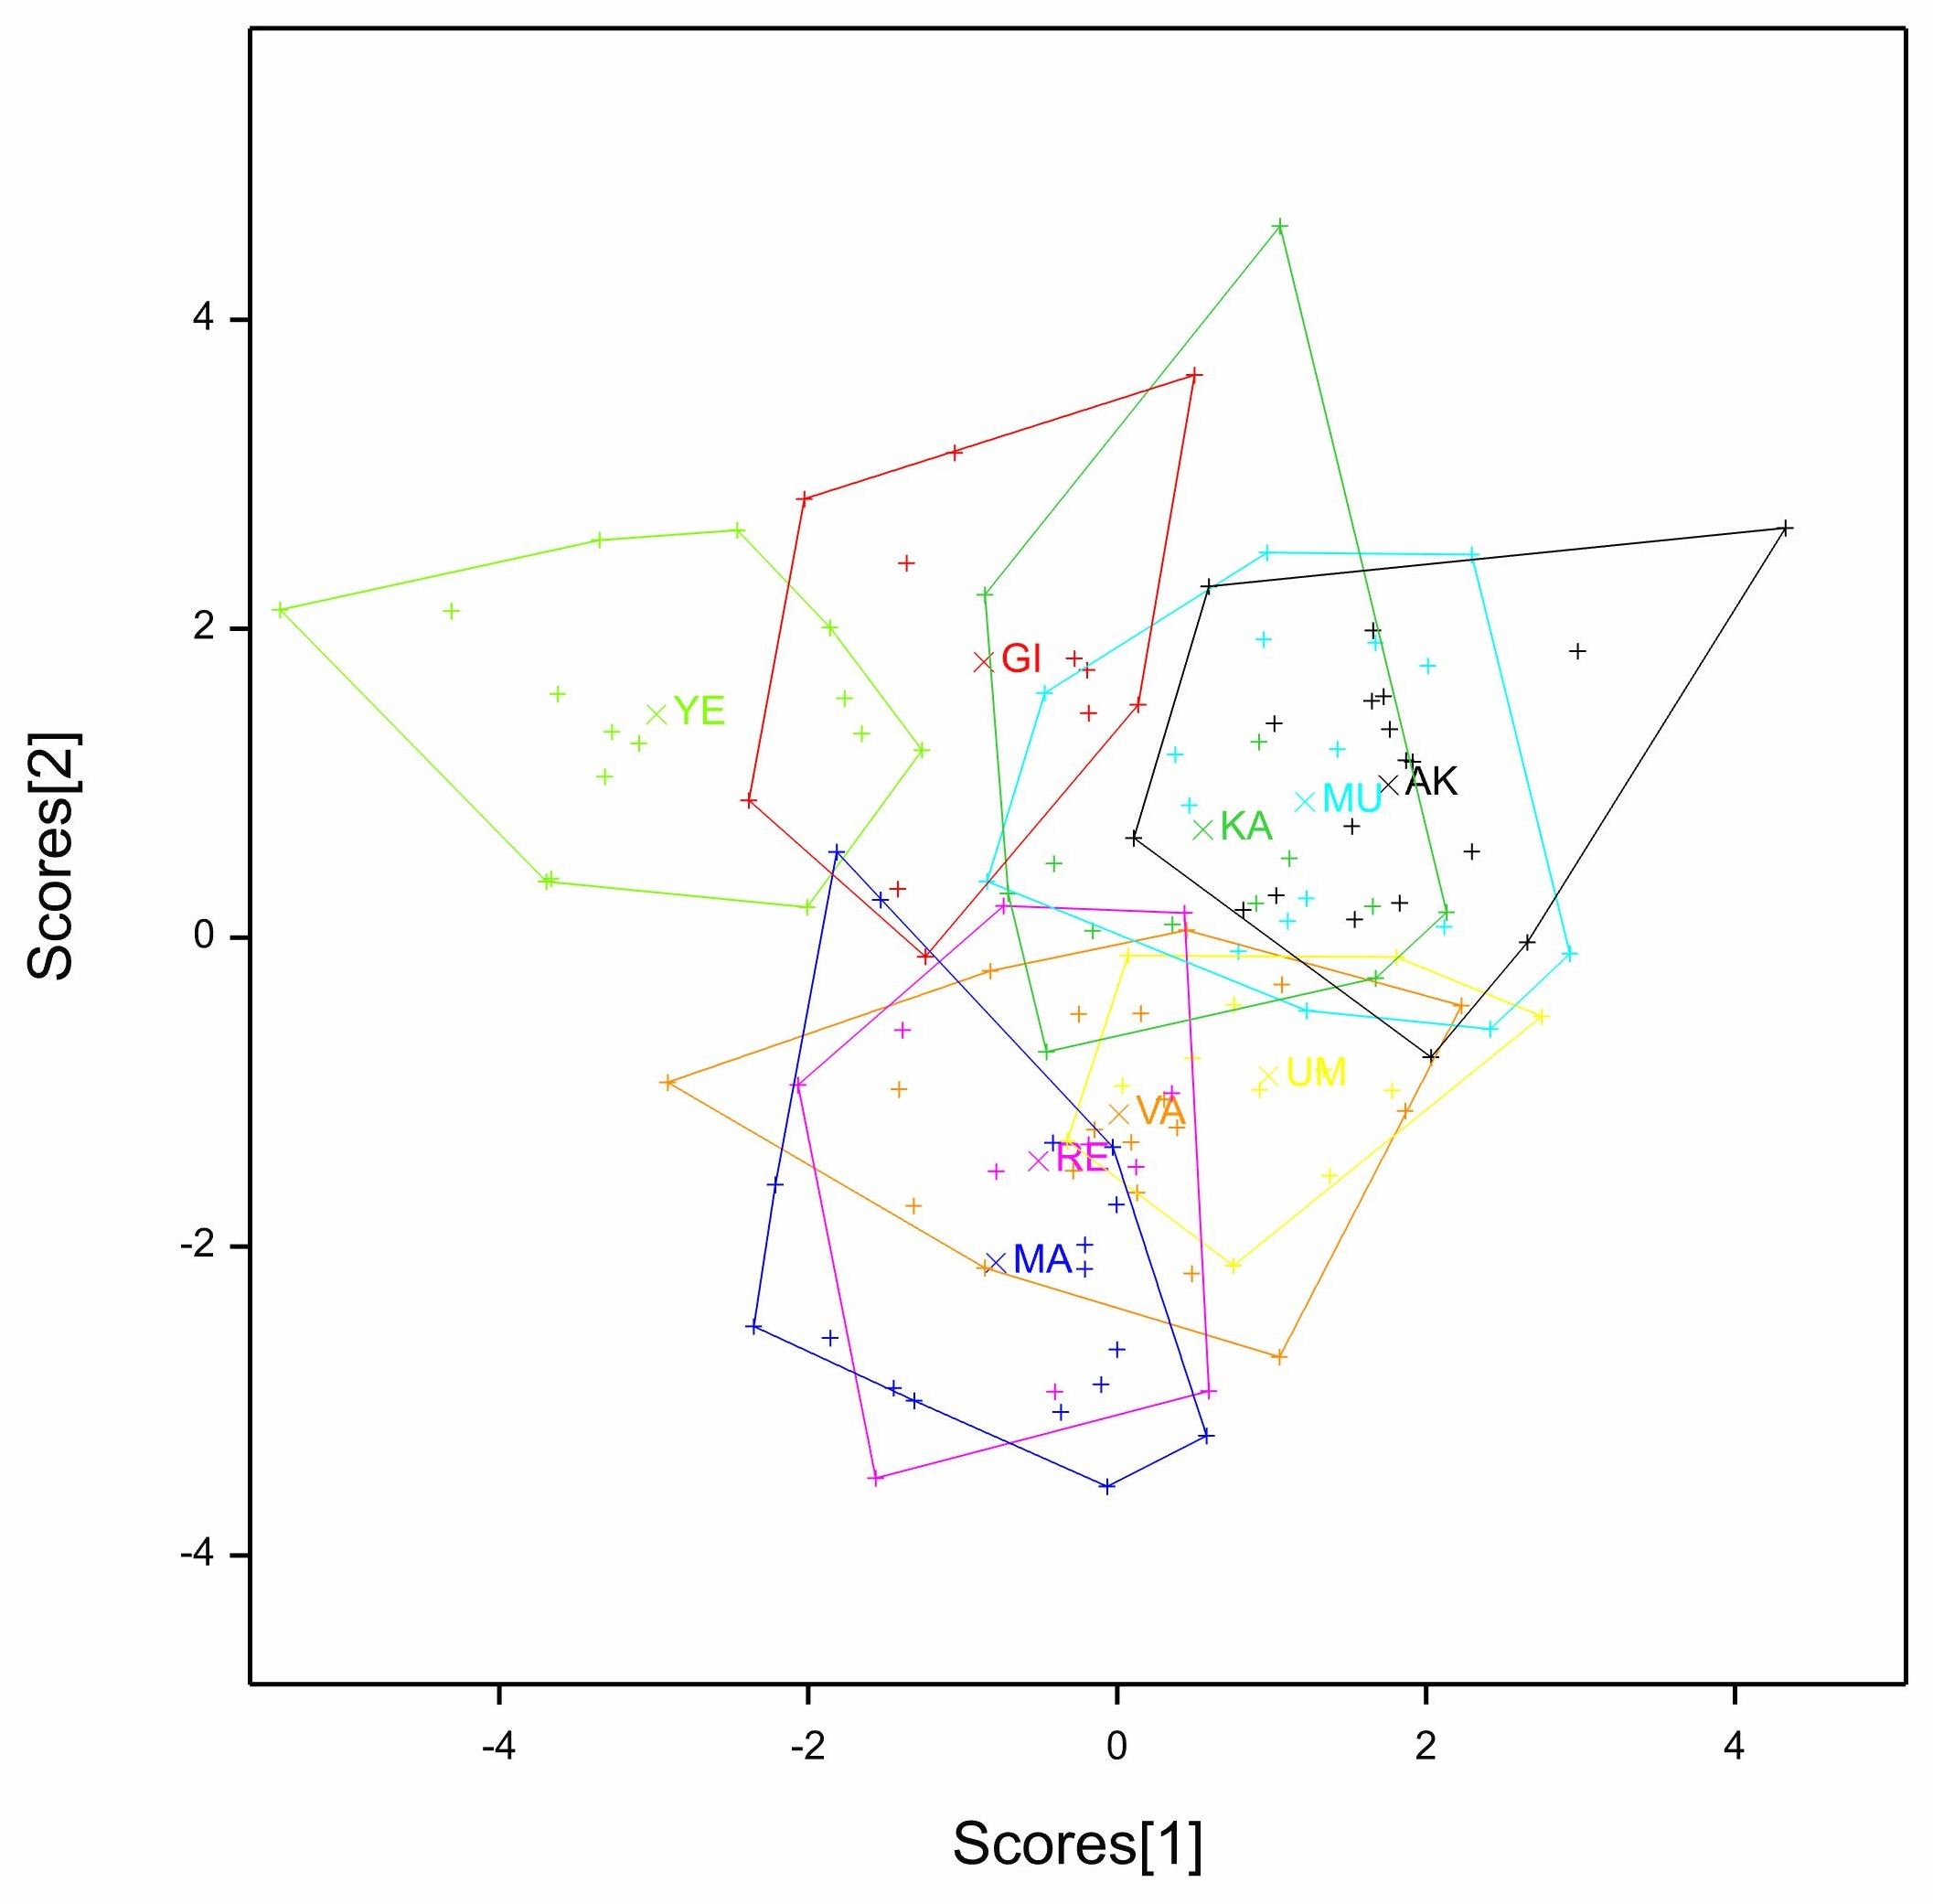 4
2
0
-2
-4
Scores[2]
GI
YE
AK
MU
KA
UM
VA
RE
MA
-4 -2 0 2 4
Scores[1]